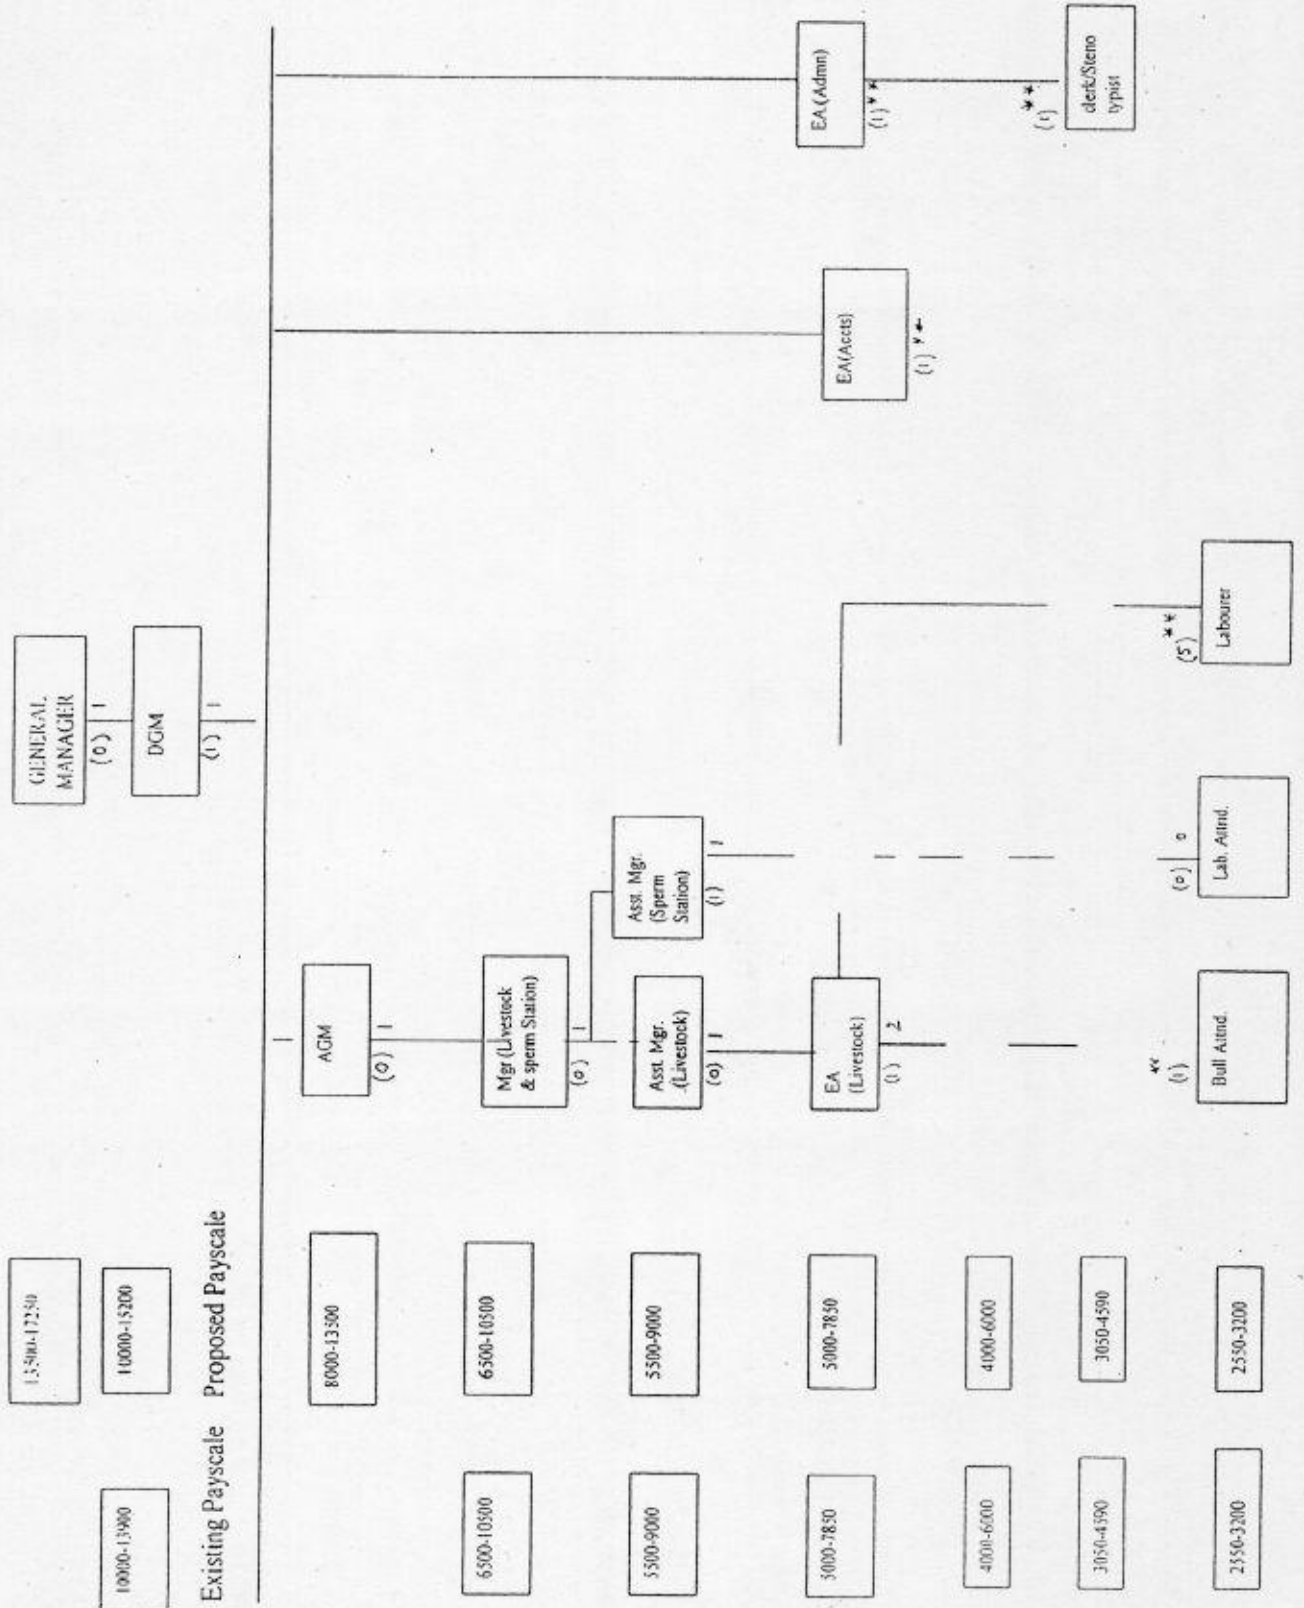 GENERAL
MANAGER
(0) 1
DGM
(1) 1
13500-17250
10000-13900
10000-15200
Existing Payscale Proposed Payscale
8000-13500
AGM
(0) 1
6500-10500
6500-10500
Mgr (Livestock
& sperm Station)
(0) 1
5500-9000
5500-9000
Asst. Mgr.
(Livestock)
(0) 1
Asst. Mgr.
(Sperm
Station)
(1) 1
5000-7850
5000-7850
EA
(Livestock)
(1) 2
EA(Accts)
(1) **
EA (Admn)
(1) **
4000-6000
4000-6000
3050-4590
3050-4590
(1) **
clerk/Steno
typist
2550-3200
2550-3200
(1) **
Bull Attnd.
(0) 0
Lab. Attnd.
(5) **
Labourer